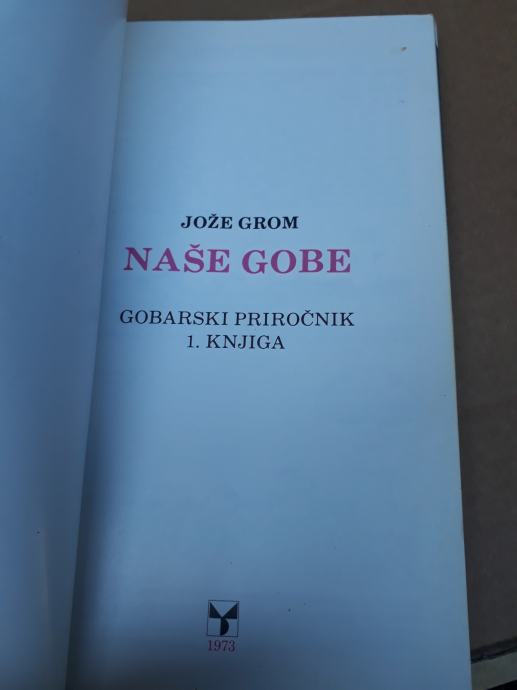 JOŽE GROM
NAŠE GOBE
GOBARSKI PRIROČNIK
1. KNJIGA
1973